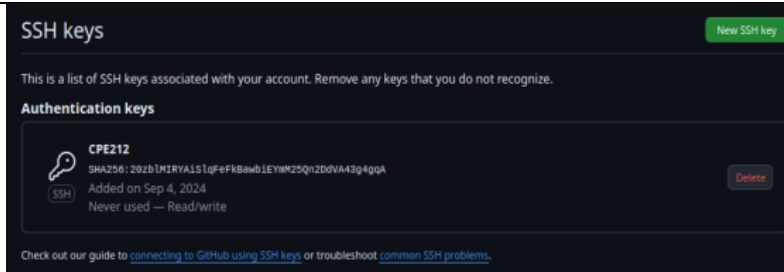 SSH keys
New SSH key
This is a list of SSH keys associated with your account. Remove any keys that you do not recognize.
Authentication keys
CPE212
SHA256:20zblMIRYAiSlqFeFkBawbiEYmM25Qn2DdVA43g4gqA
SSH
Added on Sep 4, 2024
Never used — Read/write
Delete
Check out our guide to connecting to GitHub using SSH keys or troubleshoot common SSH problems.